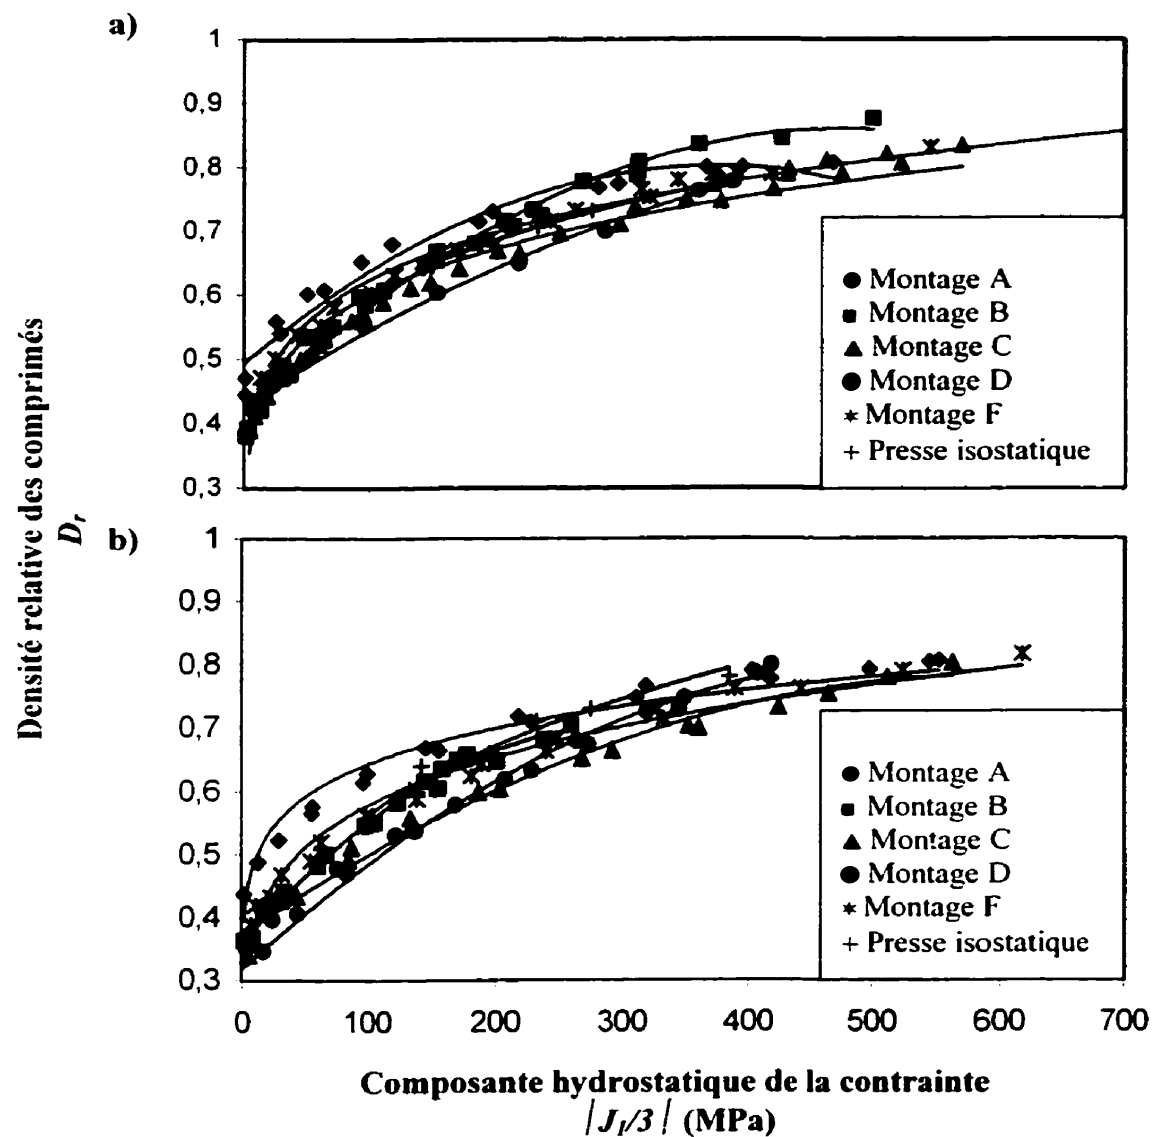 a)
1
0,9
0,8
0,7
0,6
0,5
0,4
0,3
Montage A
Montage B
Montage C
Montage D
Montage F
Presse isostatique
Densité relative des comprimés
D_r
b)
1
0,9
0,8
0,7
0,6
0,5
0,4
0,3
Montage A
Montage B
Montage C
Montage D
Montage F
Presse isostatique
0 100 200 300 400 500 600 700
Composante hydrostatique de la contrainte
|J_1/3| (MPa)